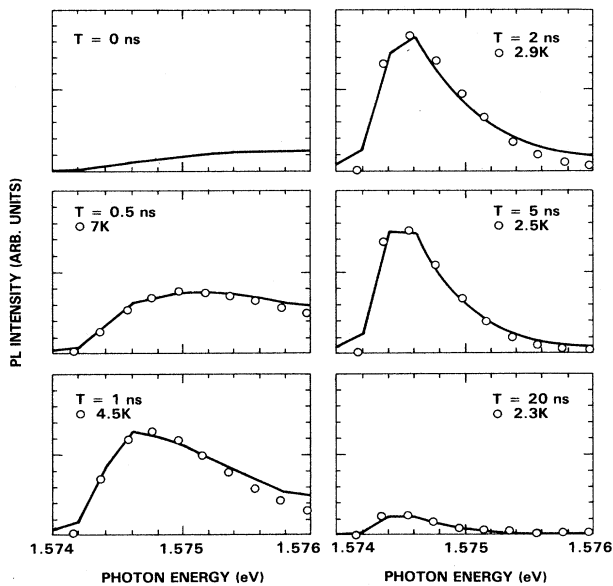 T = 0 ns
T = 2 ns
2.9K
T = 0.5 ns
7K
T = 5 ns
2.5K
T = 1 ns
4.5K
T = 20 ns
2.3K
PL INTENSITY (ARB. UNITS)
1.574 1.575 1.576
1.574 1.575 1.576
PHOTON ENERGY (eV)
PHOTON ENERGY (eV)